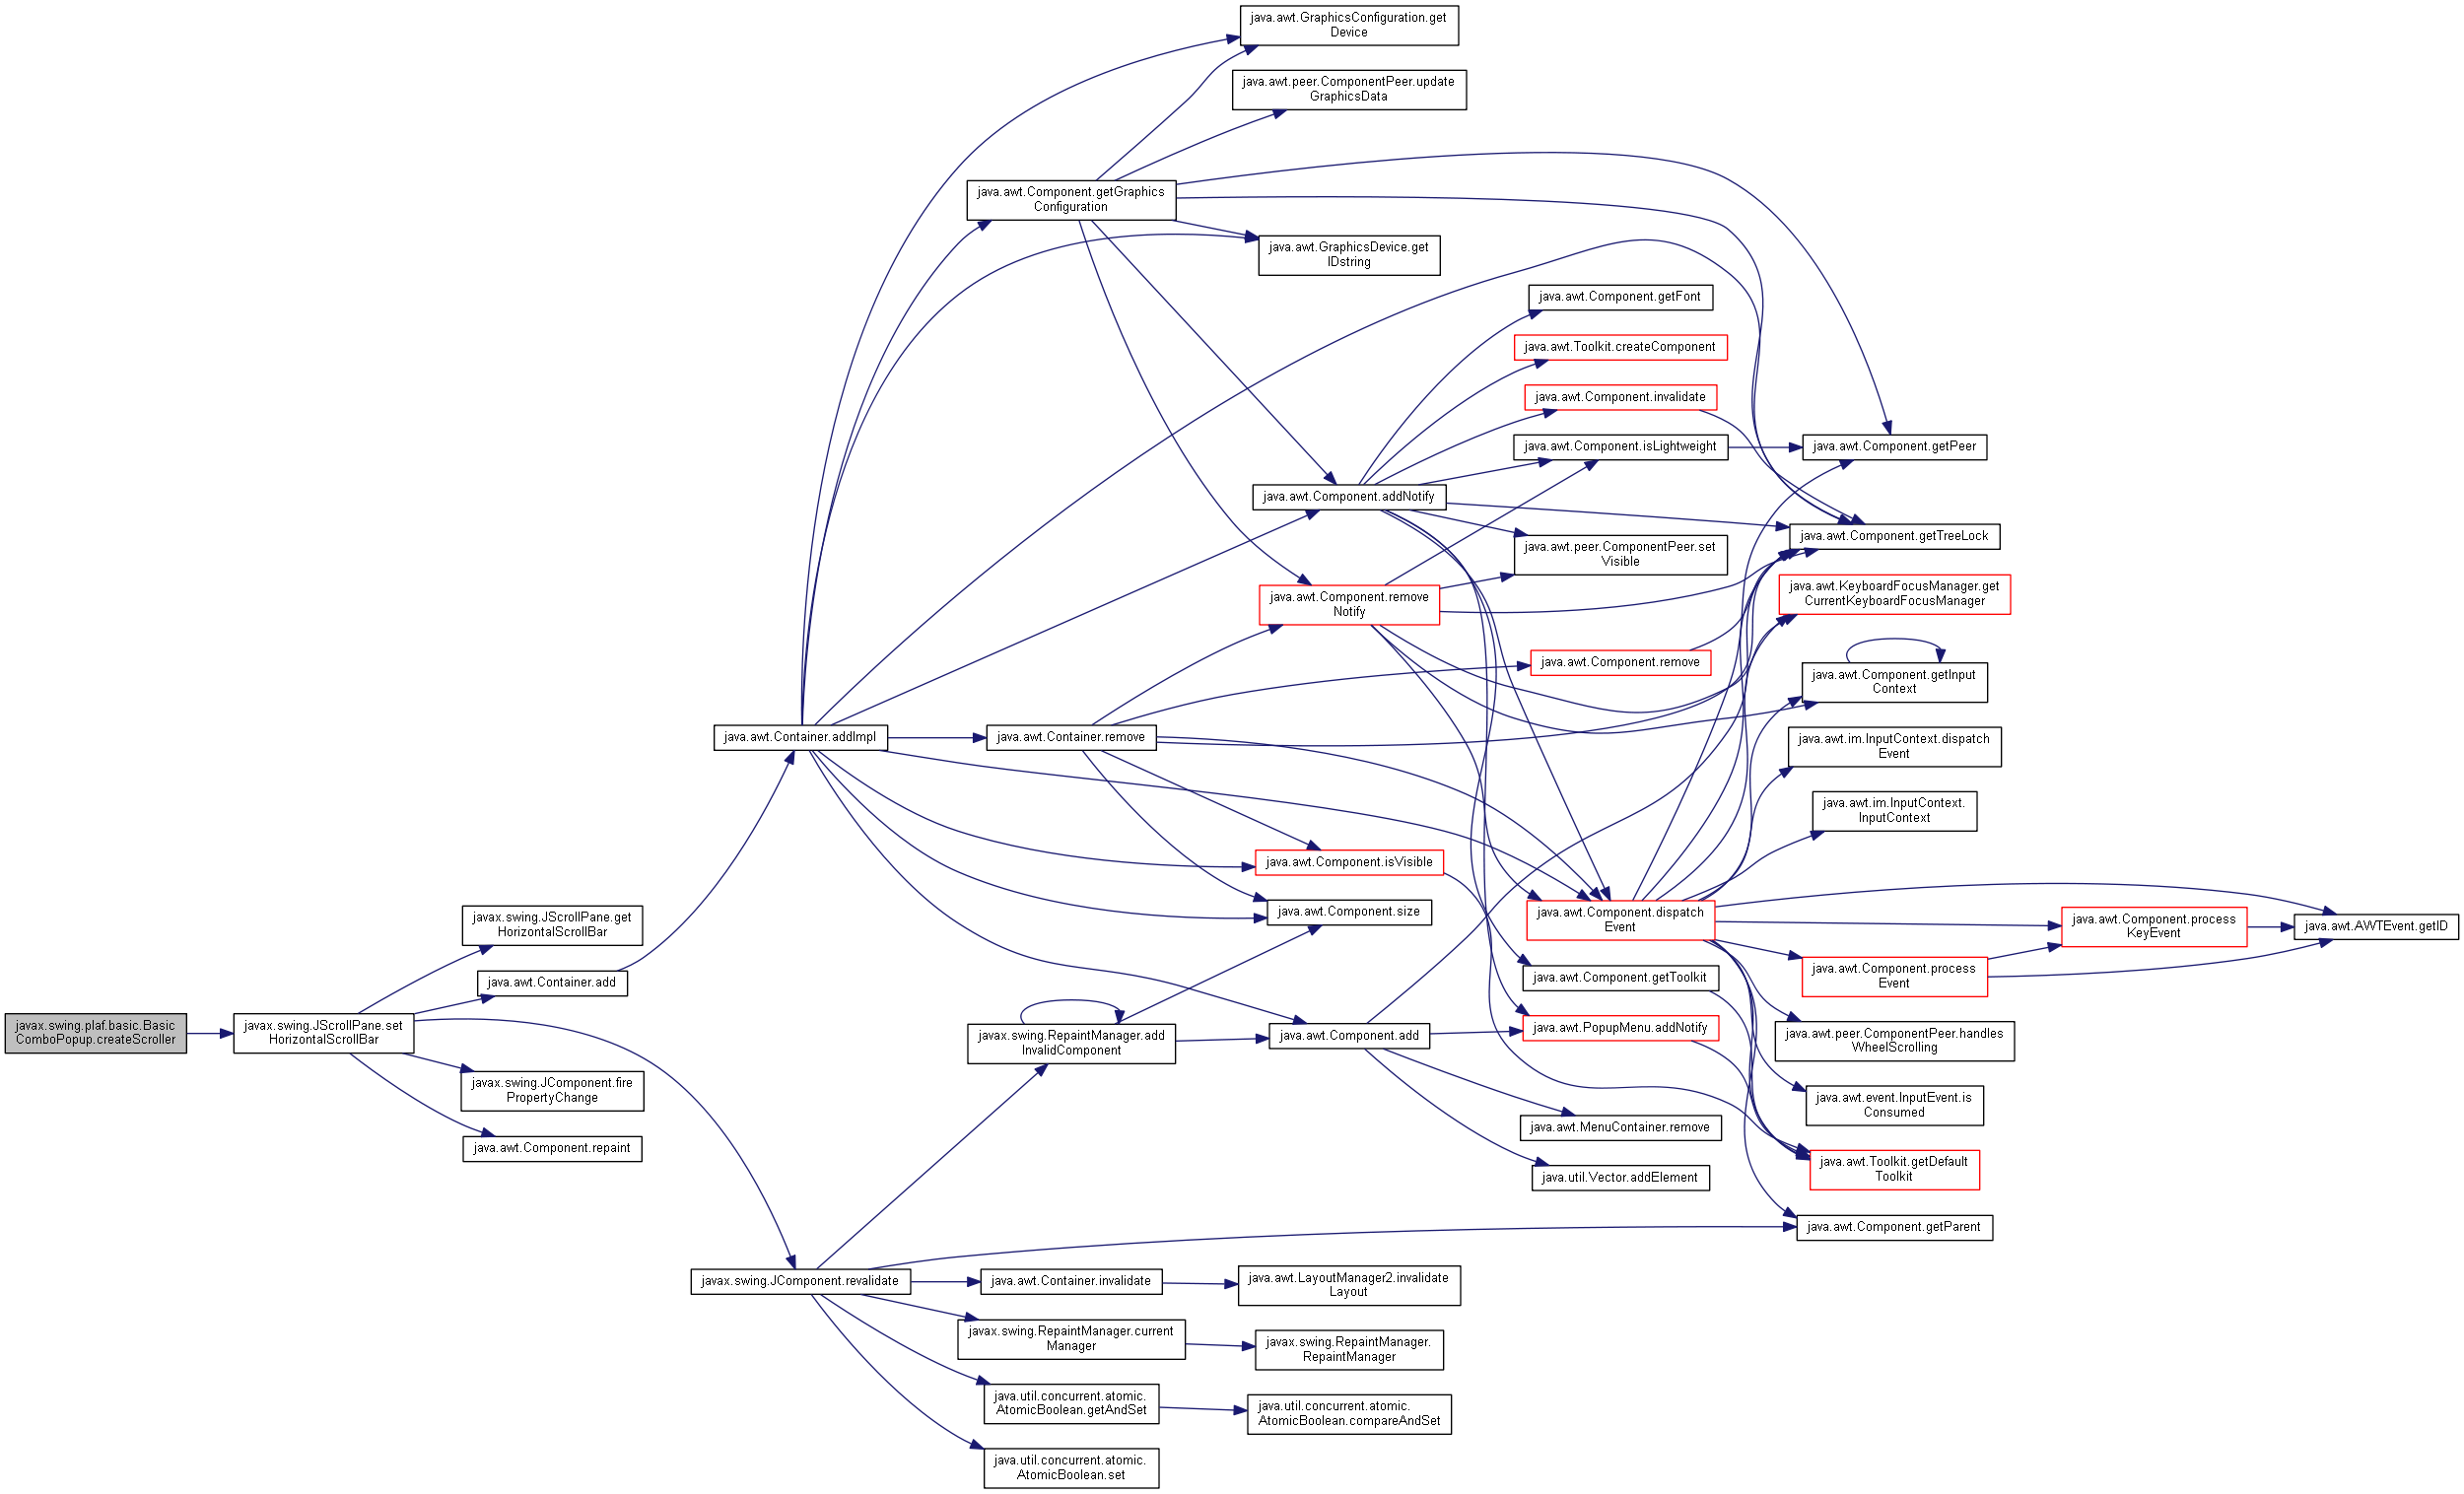 javax.swing.plaf.basic.Basic
ComboPopup.createScroller
javax.swing.JScrollPane.set
HorizontalScrollBar
javax.swing.JScrollPane.get
HorizontalScrollBar
java.awt.Container.add
javax.swing.JComponent.fire
PropertyChange
java.awt.Component.repaint
java.awt.Container.addImpl
javax.swing.JComponent.revalidate
java.awt.Component.getGraphics
Configuration
java.awt.Container.remove
javax.swing.RepaintManager.add
InvalidComponent
java.awt.Container.invalidate
javax.swing.RepaintManager.current
Manager
java.util.concurrent.atomic.
AtomicBoolean.getAndSet
java.util.concurrent.atomic.
AtomicBoolean.set
java.awt.GraphicsConfiguration.get
Device
java.awt.peer.ComponentPeer.update
GraphicsData
java.awt.GraphicsDevice.get
IDstring
java.awt.Component.addNotify
java.awt.Component.remove
Notify
java.awt.Component.isVisible
java.awt.Component.size
java.awt.Component.add
java.awt.LayoutManager2.invalidate
Layout
javax.swing.RepaintManager.
RepaintManager
java.util.concurrent.atomic.
AtomicBoolean.compareAndSet
java.awt.Component.getFont
java.awt.Toolkit.createComponent
java.awt.Component.invalidate
java.awt.Component.isLightweight
java.awt.peer.ComponentPeer.set
Visible
java.awt.Component.remove
java.awt.Component.dispatch
Event
java.awt.Component.getToolkit
java.awt.PopupMenu.addNotify
java.awt.MenuContainer.remove
java.util.Vector.addElement
java.awt.Component.getPeer
java.awt.Component.getTreeLock
java.awt.KeyboardFocusManager.get
CurrentKeyboardFocusManager
java.awt.Component.getInput
Context
java.awt.im.InputContext.dispatch
Event
java.awt.im.InputContext.
InputContext
java.awt.Component.process
Event
java.awt.peer.ComponentPeer.handles
WheelScrolling
java.awt.event.InputEvent.is
Consumed
java.awt.Toolkit.getDefault
Toolkit
java.awt.Component.getParent
java.awt.Component.process
KeyEvent
java.awt.AWTEvent.getID